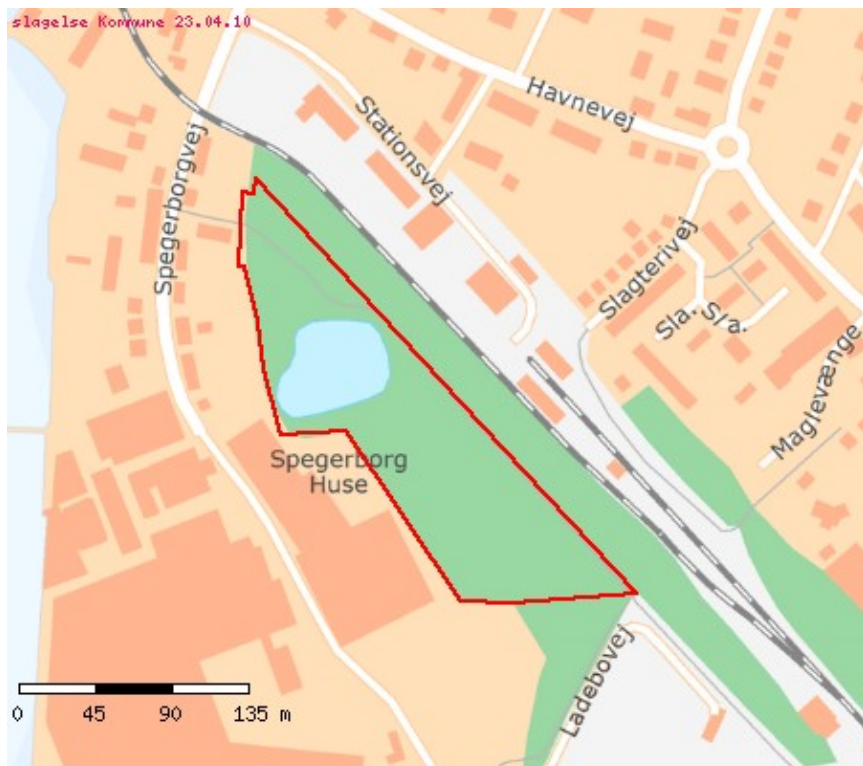 slagelse Kommune 23.04.10
Havnevej
Stationsvej
Spegerborgvej
Slagterivej
Sla. Sla.
Maglevænge
Spegerborg
Huse
Ladebovej
0 45 90 135 m